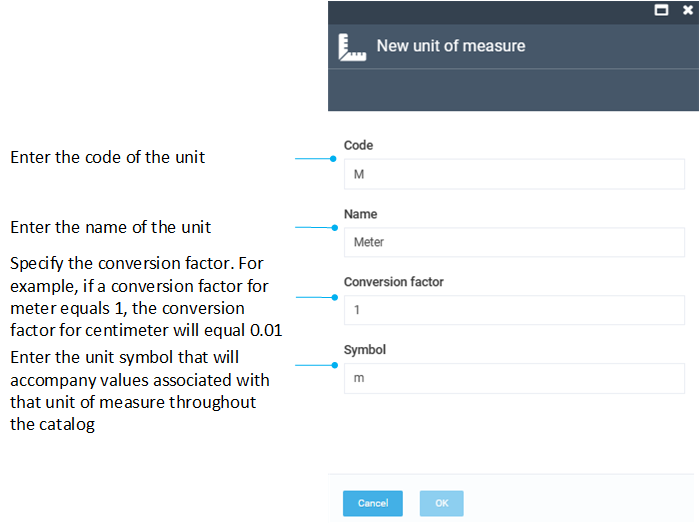 New unit of measure
Enter the code of the unit
Code
M
Enter the name of the unit
Name
Meter
Specify the conversion factor. For
example, if a conversion factor for
meter equals 1, the conversion
factor for centimeter will equal 0.01
Conversion factor
1
Enter the unit symbol that will
accompany values associated with
that unit of measure throughout
the catalog
Symbol
m
Cancel
OK